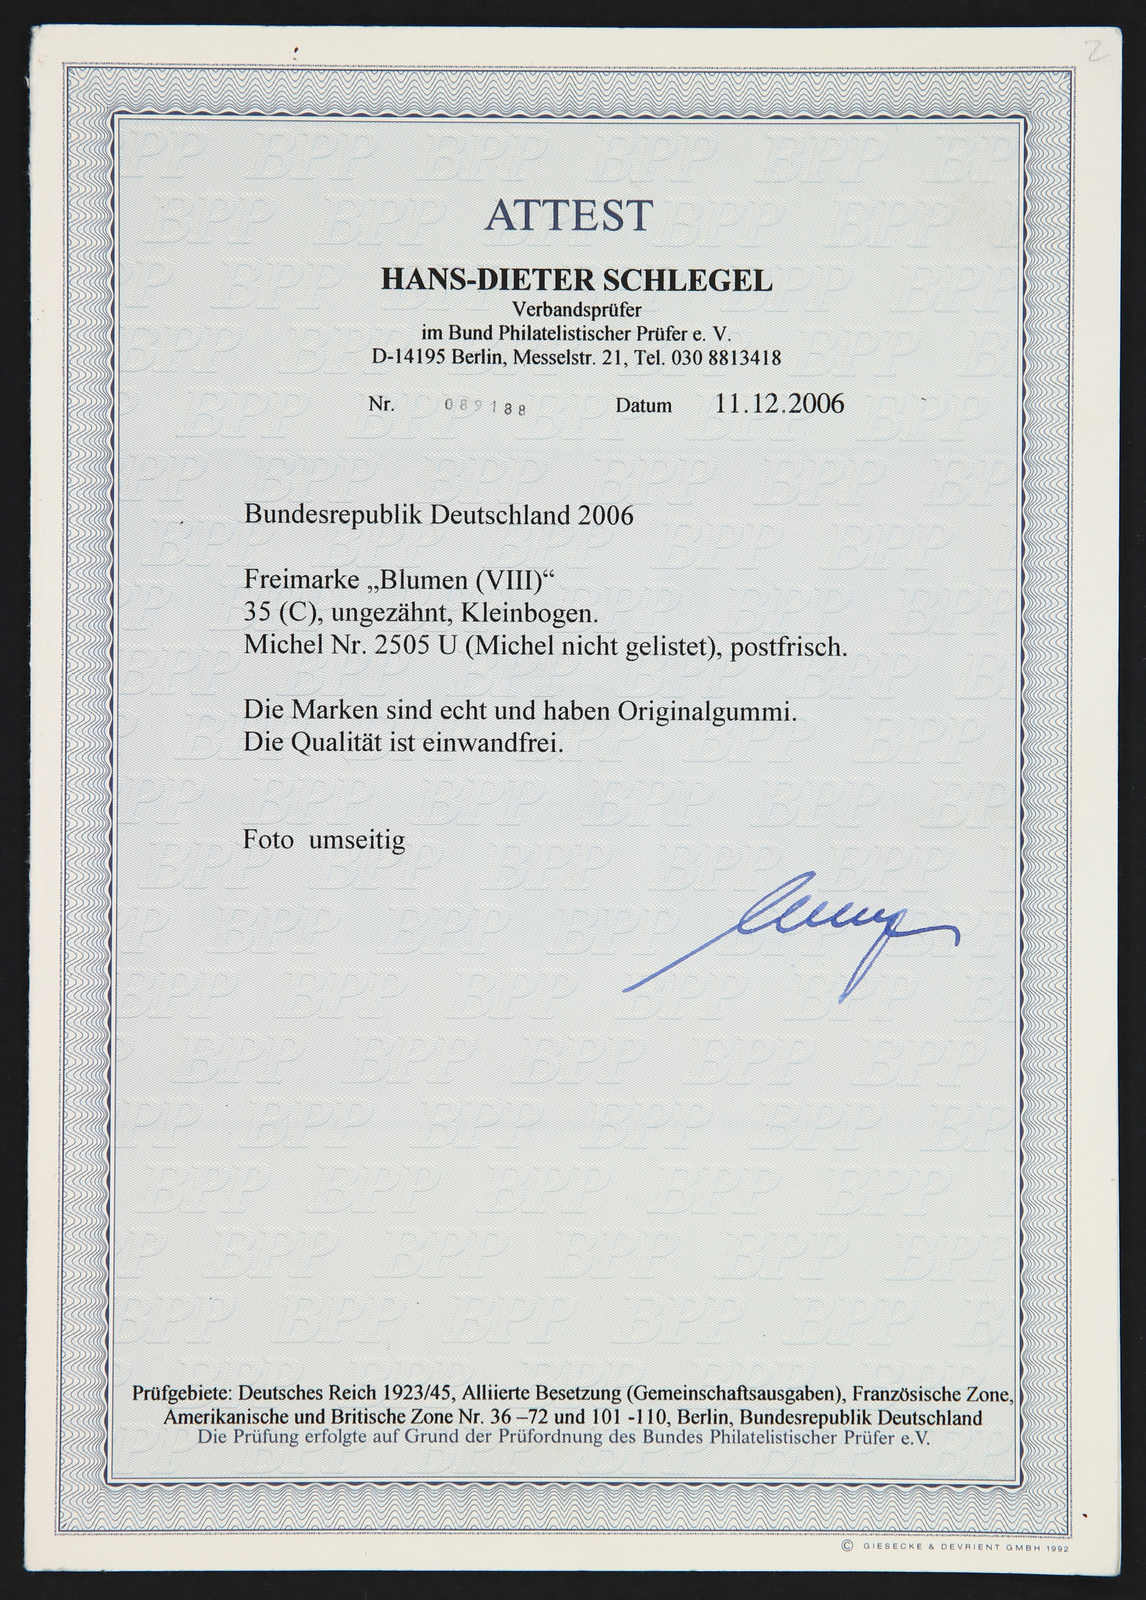 2
ATTEST
HANS-DIETER SCHLEGEL
Verbandsprüfer
im Bund Philatelistischer Prüfer e. V.
D-14195 Berlin, Messelstr. 21, Tel. 030 8813418
Nr. 089188 Datum 11.12.2006
Bundesrepublik Deutschland 2006
Freimarke „Blumen (VIII)“
35 (C), ungezähnt, Kleinbogen.
Michel Nr. 2505 U (Michel nicht gelistet), postfrisch.
Die Marken sind echt und haben Originalgummi.
Die Qualität ist einwandfrei.
Foto umseitig
Prüfgebiete: Deutsches Reich 1923/45, Alliierte Besetzung (Gemeinschaftsausgaben), Französische Zone,
Amerikanische und Britische Zone Nr. 36 –72 und 101 -110, Berlin, Bundesrepublik Deutschland
Die Prüfung erfolgte auf Grund der Prüfordnung des Bundes Philatelistischer Prüfer e.V.
© GIESECKE & DEVRIENT GMBH 1992